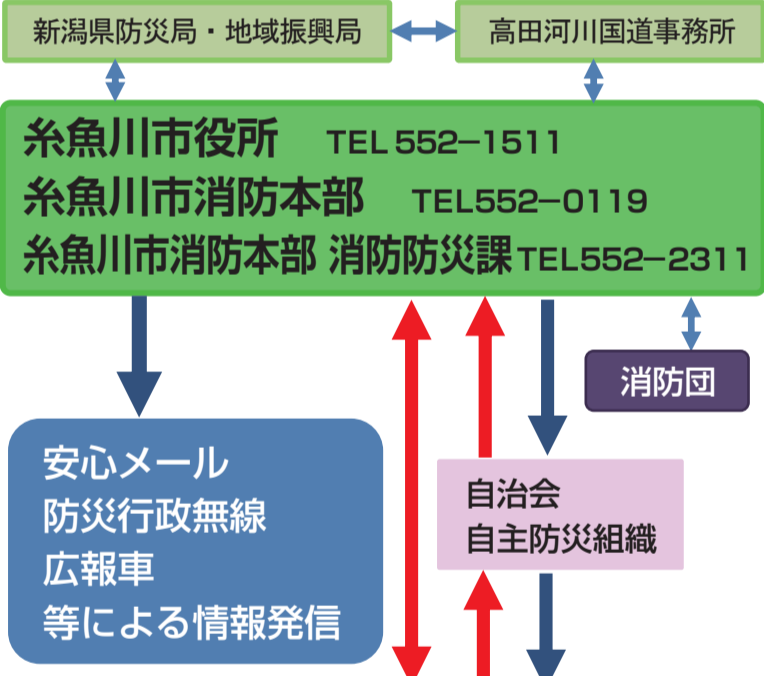 新潟県防災局・地域振興局
高田河川国道事務所
糸魚川市役所 TEL 552−1511
糸魚川市消防本部 TEL552−0119
糸魚川市消防本部 消防防災課 TEL552−2311
消防団
安心メール
防災行政無線
広報車
等による情報発信
自治会
自主防災組織